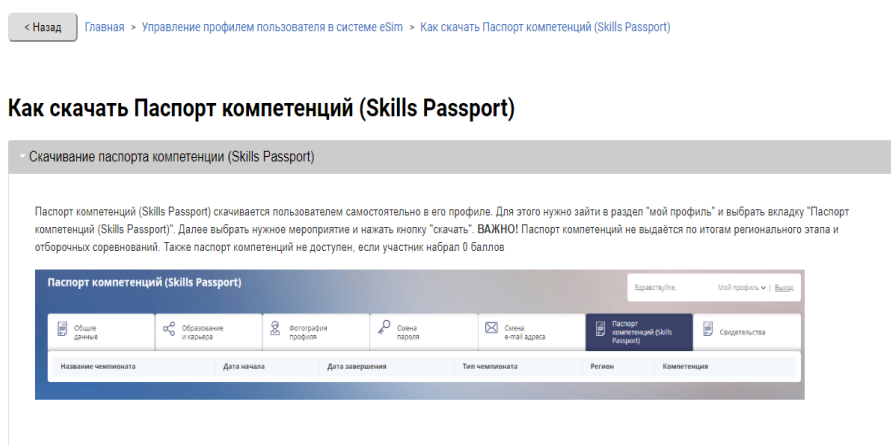 < Назад Главная > Управление профилем пользователя в системе eSim > Как скачать Паспорт компетенций (Skills Passport)
Как скачать Паспорт компетенций (Skills Passport)
Скачивание паспорта компетенции (Skills Passport)
Паспорт компетенций (Skills Passport) скачивается пользователем самостоятельно в его профиле. Для этого нужно зайти в раздел "мой профиль" и выбрать вкладку "Паспорт
компетенций (Skills Passport)". Далее выбрать нужное мероприятие и нажать кнопку "скачать". ВАЖНО! Паспорт компетенций не выдаётся по итогам регионального этапа и
отборочных соревнований. Также паспорт компетенций не доступен, если участник набрал 0 баллов
Паспорт компетенций (Skills Passport)
Здравствуйте, Мой профиль | Выход
Общие
данные
Образование
и карьера
Фотография
профиля
Смена
пароля
Смена
e-mail адреса
Паспорт
компетенций (Skills
Passport)
Свидетельства
Название чемпионата Дата начала Дата завершения Тип чемпионата Регион Компетенция